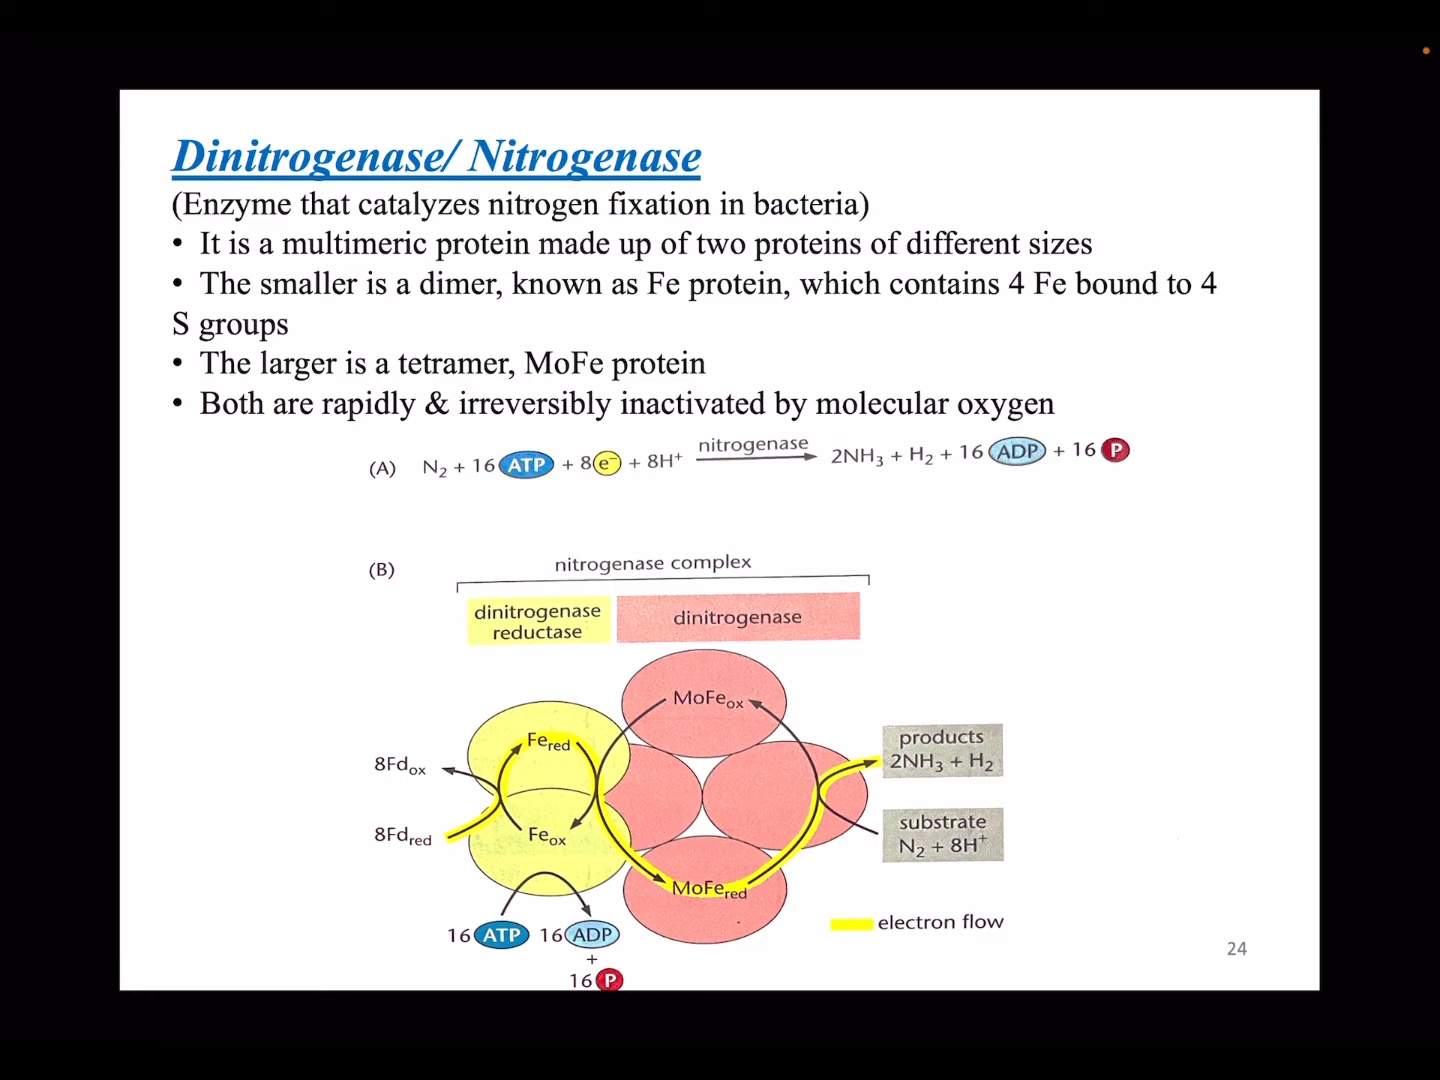 Dinitrogenase/ Nitrogenase
(Enzyme that catalyzes nitrogen fixation in bacteria)
• It is a multimeric protein made up of two proteins of different sizes
• The smaller is a dimer, known as Fe protein, which contains 4 Fe bound to 4
S groups
• The larger is a tetramer, MoFe protein
• Both are rapidly & irreversibly inactivated by molecular oxygen
(A) N₂ + 16 ATP + 8 e⁻ + 8H⁺ nitrogenase 2NH₃ + H₂ + 16 ADP + 16 P
(B) nitrogenase complex
dinitrogenase
reductase
dinitrogenase
MoFeox
Fered
8Fdox
8Fdred
Feox
MoFered
products
2NH₃ + H₂
substrate
N₂ + 8H⁺
16 ATP 16 ADP
+
16 P
electron flow
24